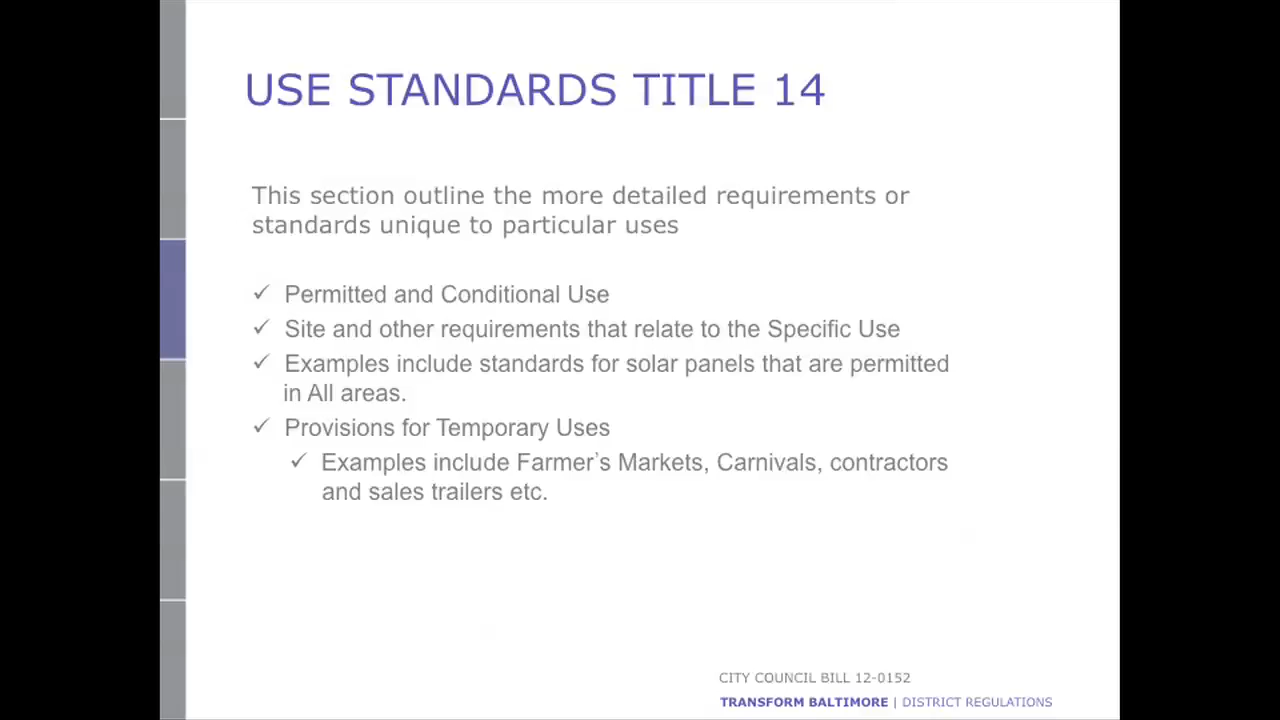 USE STANDARDS TITLE 14
This section outline the more detailed requirements or
standards unique to particular uses
✓ Permitted and Conditional Use
✓ Site and other requirements that relate to the Specific Use
✓ Examples include standards for solar panels that are permitted
in All areas.
✓ Provisions for Temporary Uses
✓ Examples include Farmer's Markets, Carnivals, contractors
and sales trailers etc.
CITY COUNCIL BILL 12-0152
TRANSFORM BALTIMORE | DISTRICT REGULATIONS